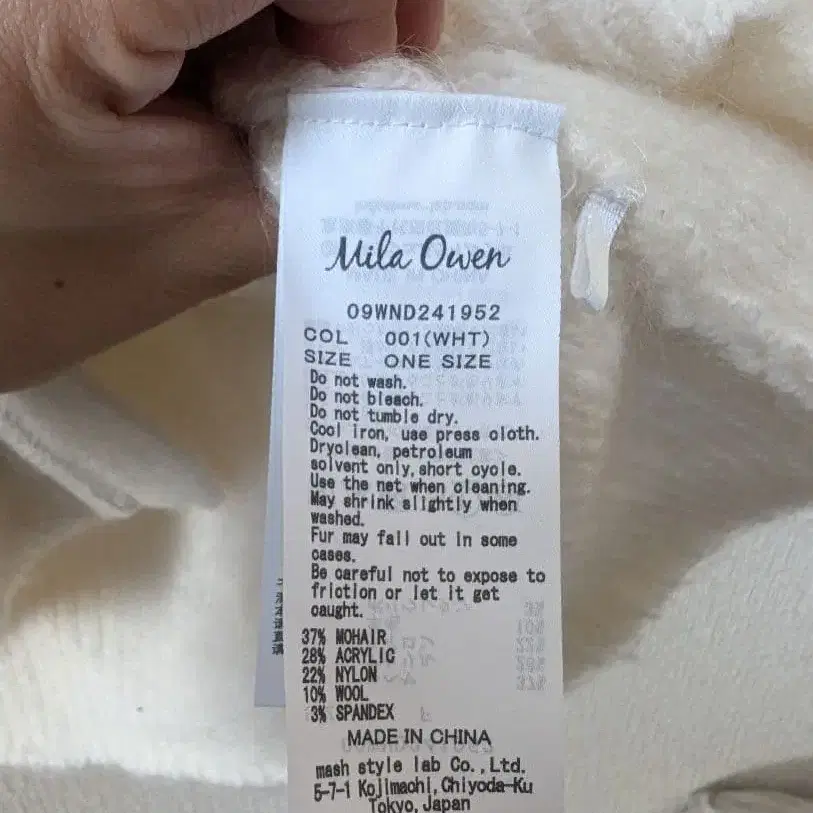 Mila Owen
09WND241952
COL 001(WHT)
SIZE ONE SIZE
Do not wash.
Do not bleach.
Do not tumble dry.
Cool iron, use press cloth.
Dryclean, petroleum
solvent only,short cycle.
Use the net when cleaning.
May shrink slightly when
washed.
Fur may fall out in some
cases.
Be careful not to expose to
friction or let it get
caught.
37% MOHAIR
28% ACRYLIC
22% NYLON
10% WOOL
3% SPANDEX
MADE IN CHINA
mash style lab Co.,Ltd.
5-7-1 Kojimachi,Chiyoda-Ku
Tokyo,Japan